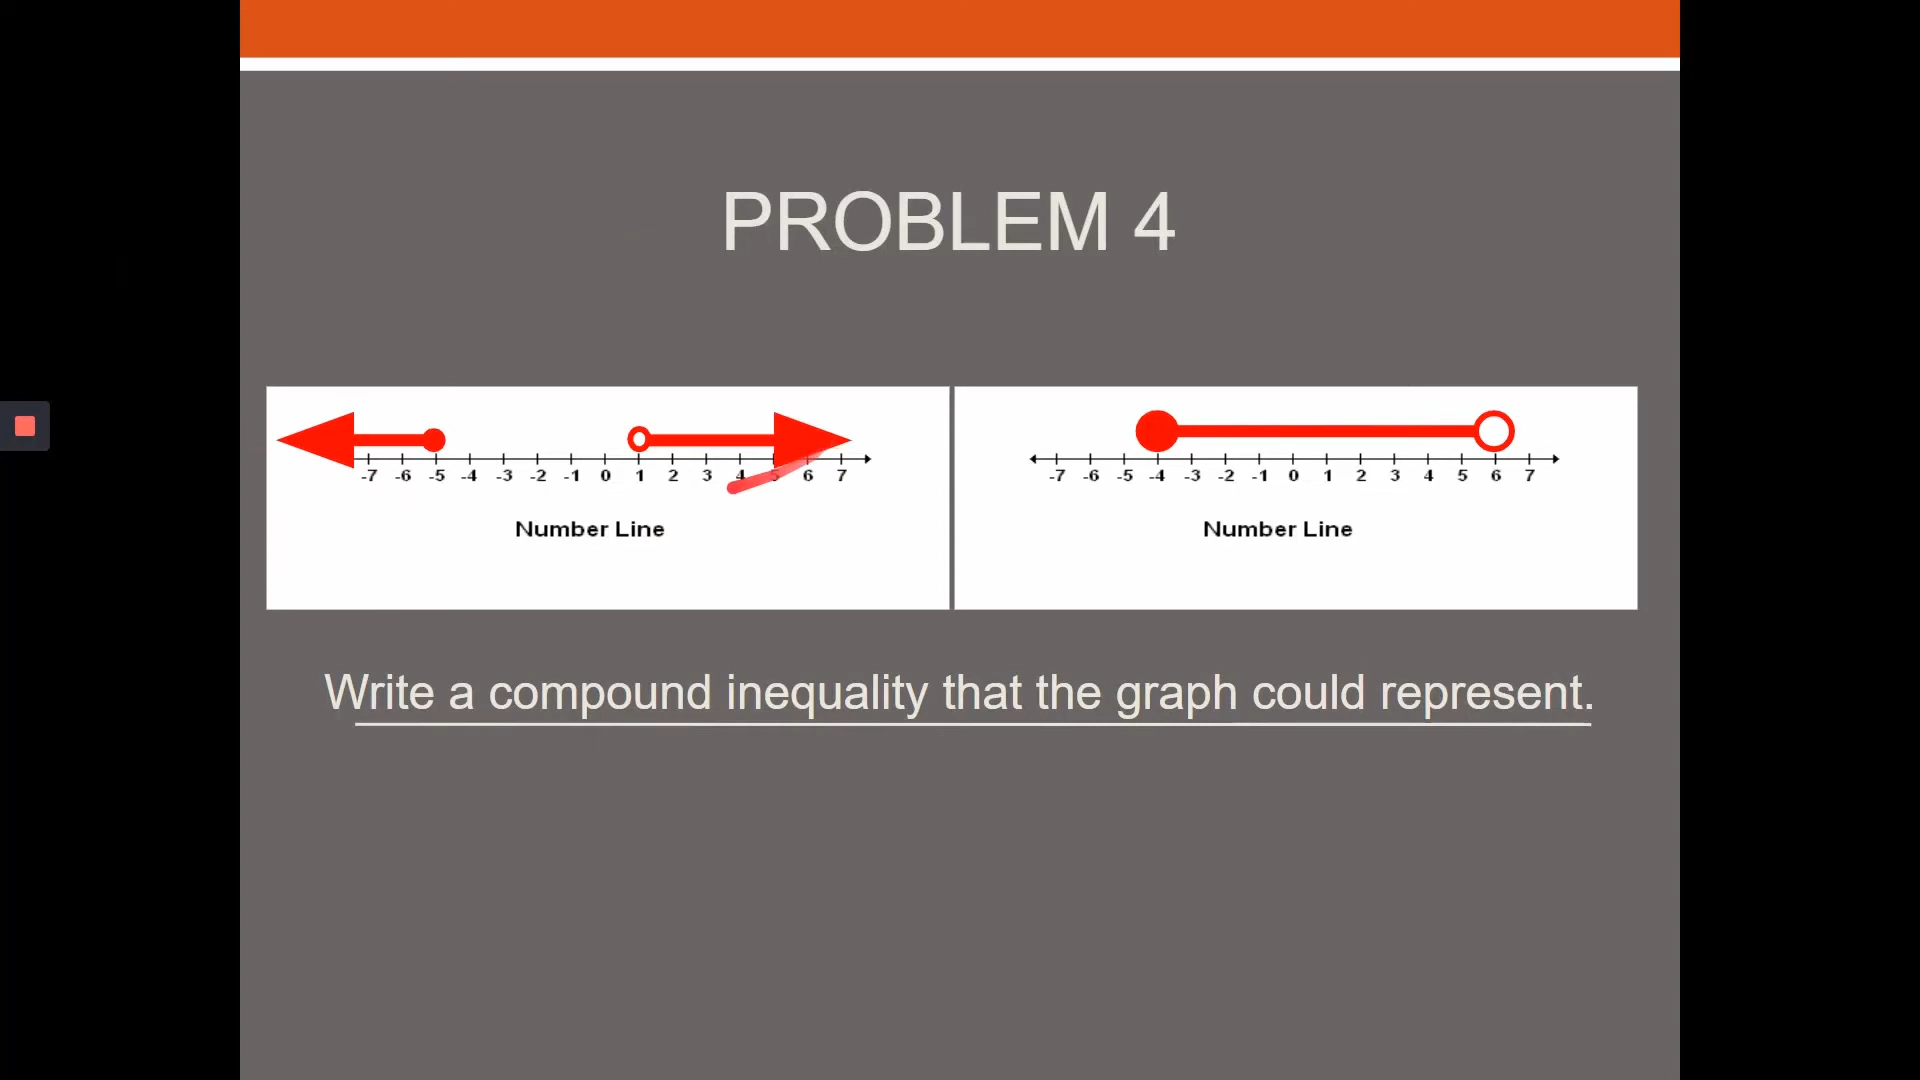 PROBLEM 4
-7 -6 -5 -4 -3 -2 -1 0 1 2 3 4 5 6 7
Number Line
-7 -6 -5 -4 -3 -2 -1 0 1 2 3 4 5 6 7
Number Line
Write a compound inequality that the graph could represent.